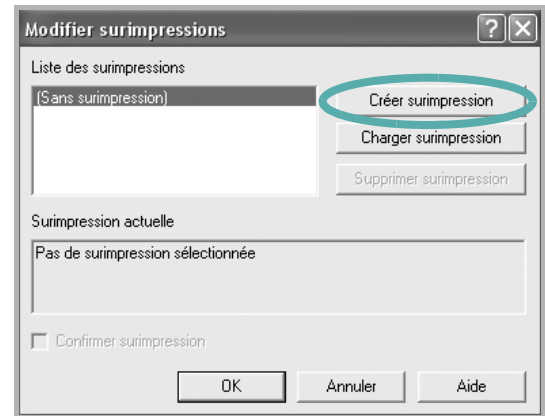 Modifier surimpressions
Liste des surimpressions
(Sans surimpression)
Créer surimpression
Charger surimpression
Supprimer surimpression
Surimpression actuelle
Pas de surimpression sélectionnée
Confirmer surimpression
OK Annuler Aide